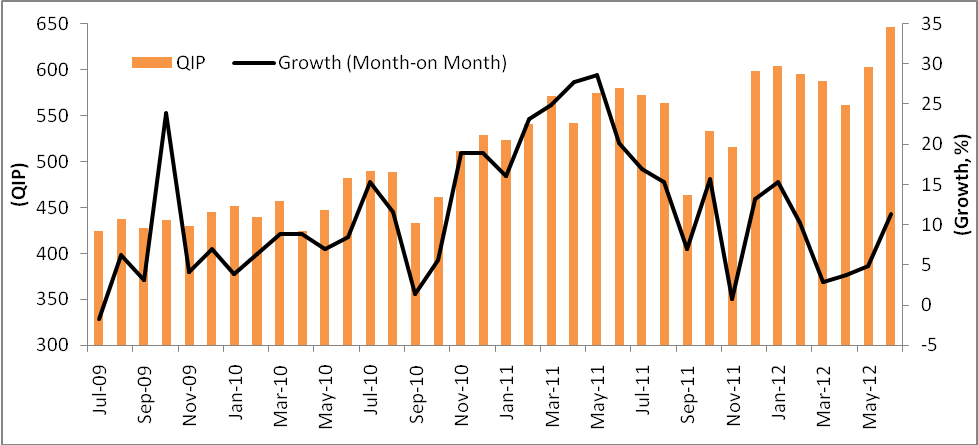 650
600
550
500
450
400
350
300
(QIP)
QIP
Growth (Month-on Month)
35
30
25
20
15
10
5
0
-5
(Growth, %)
Jul-09
Sep-09
Nov-09
Jan-10
Mar-10
May-10
Jul-10
Sep-10
Nov-10
Jan-11
Mar-11
May-11
Jul-11
Sep-11
Nov-11
Jan-12
Mar-12
May-12